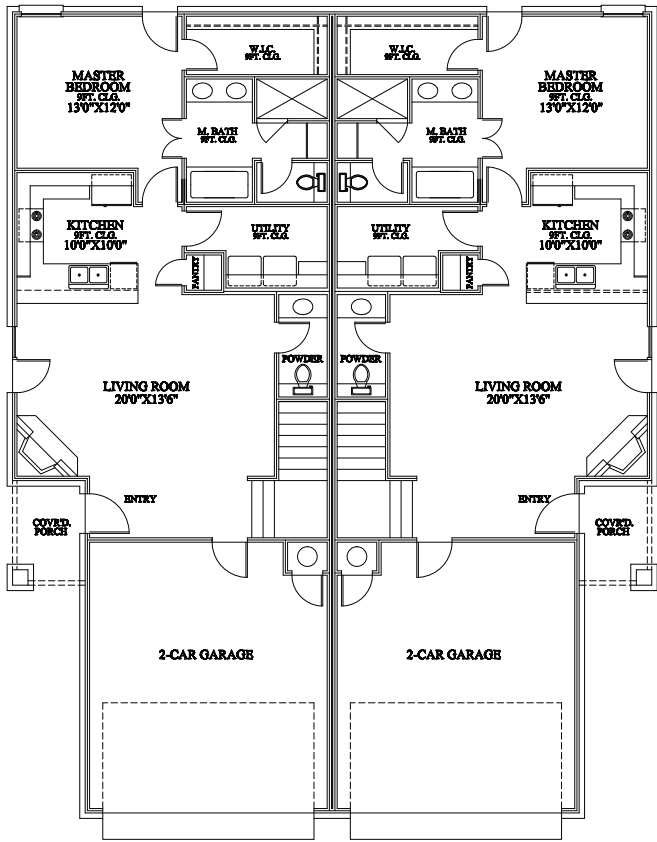 W.I.C.
9FT. CLG.
W.I.C.
9FT. CLG.
MASTER
BEDROOM
9FT. CLG.
13'0"X12'0"
MASTER
BEDROOM
9FT. CLG.
13'0"X12'0"
M. BATH
9FT. CLG.
M. BATH
9FT. CLG.
KITCHEN
9FT. CLG.
10'0"X10'0"
UTILITY
9FT. CLG.
UTILITY
9FT. CLG.
KITCHEN
9FT. CLG.
10'0"X10'0"
PANTRY
PANTRY
POWDER
POWDER
LIVING ROOM
20'0"X13'6"
LIVING ROOM
20'0"X13'6"
ENTRY
ENTRY
COVR'D.
PORCH
COVR'D.
PORCH
2-CAR GARAGE
2-CAR GARAGE